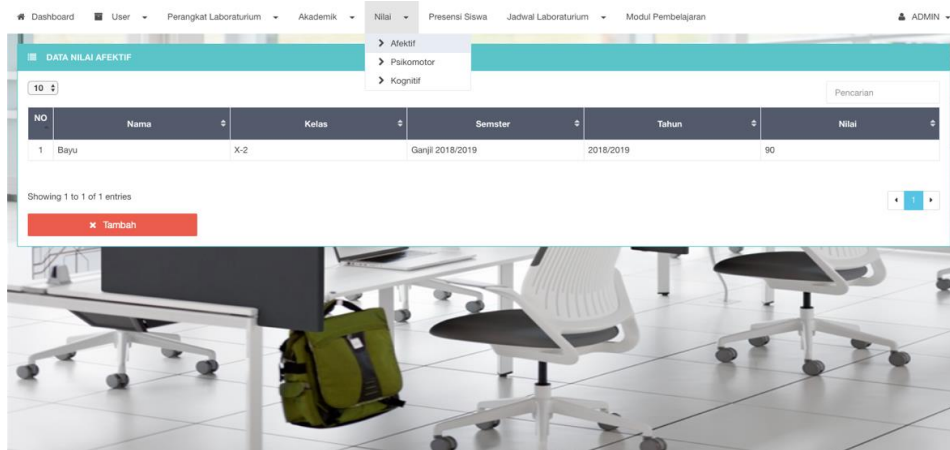 Dashboard User Perangkat Laboraturium Akademik Nilai Presensi Siswa Jadwal Laboraturium Modul Pembelajaran ADMIN
Afektif
Psikomotor
Kognitif
DATA NILAI AFEKTIF
10 Pencarian
NO Nama Kelas Semster Tahun Nilai
1 Bayu X-2 Ganjil 2018/2019 2018/2019 90
Showing 1 to 1 of 1 entries 1
Tambah